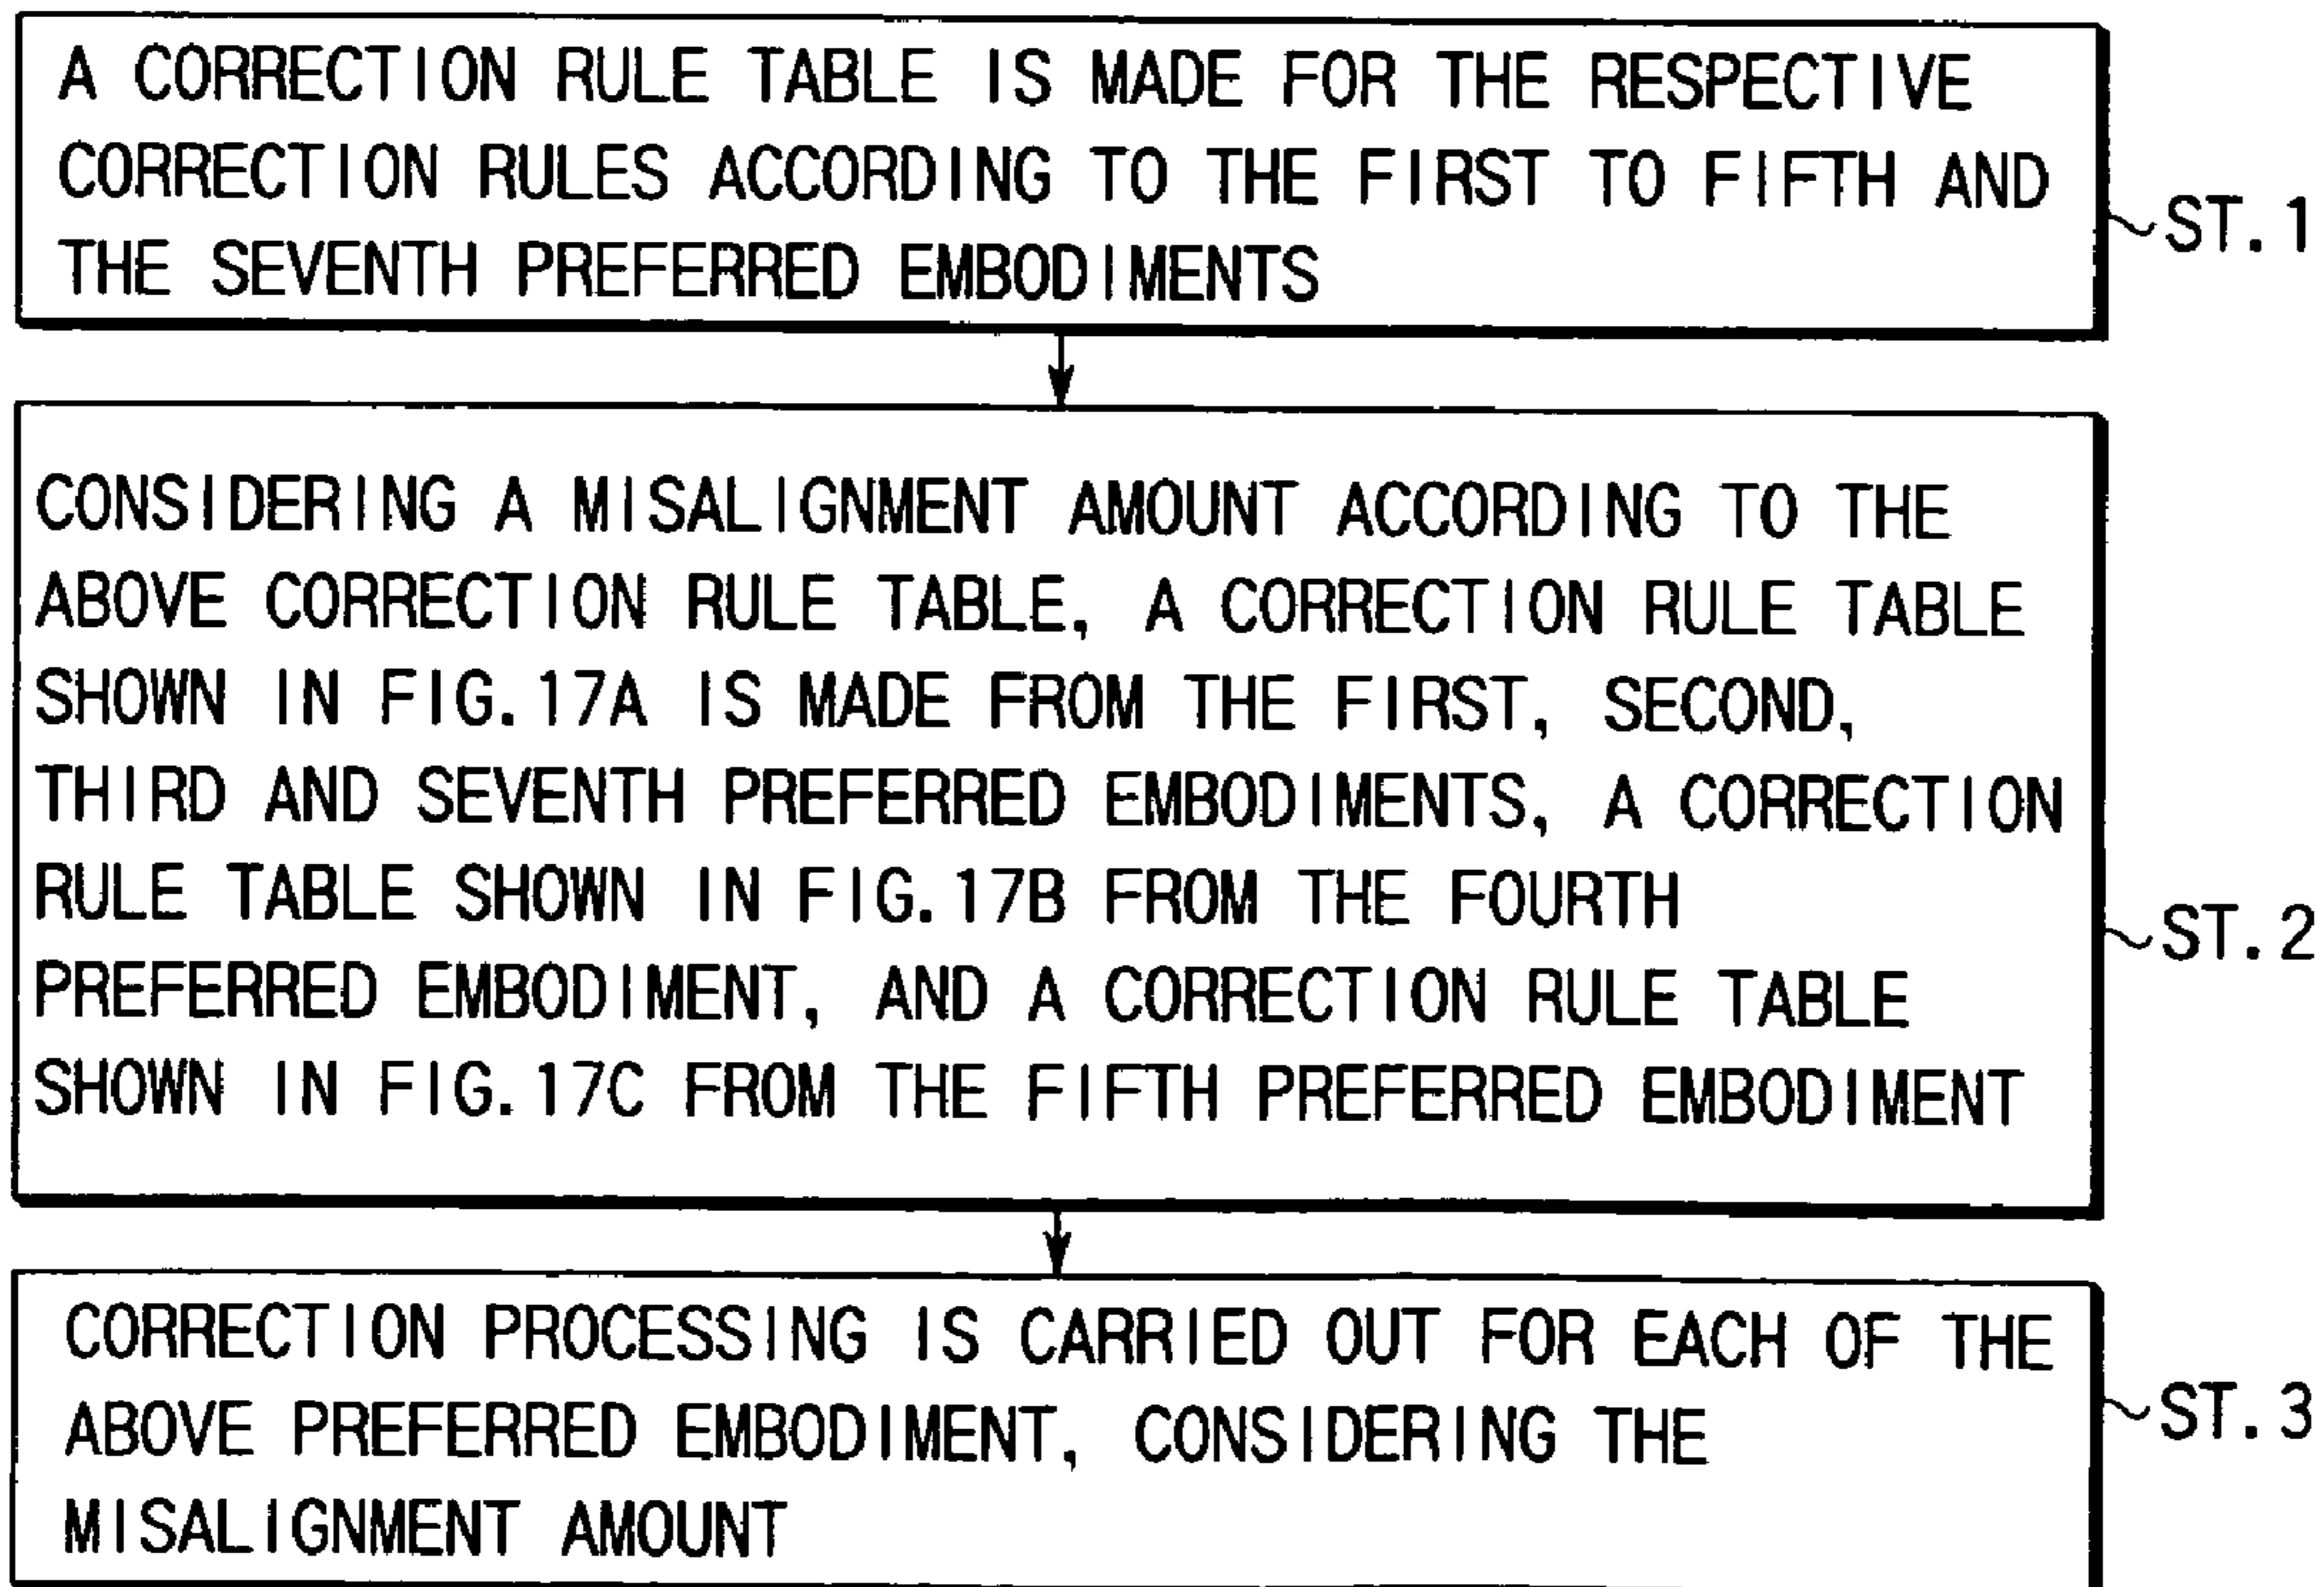 A CORRECTION RULE TABLE IS MADE FOR THE RESPECTIVE
CORRECTION RULES ACCORDING TO THE FIRST TO FIFTH AND
THE SEVENTH PREFERRED EMBODIMENTS
ST.1
CONSIDERING A MISALIGNMENT AMOUNT ACCORDING TO THE
ABOVE CORRECTION RULE TABLE, A CORRECTION RULE TABLE
SHOWN IN FIG.17A IS MADE FROM THE FIRST, SECOND,
THIRD AND SEVENTH PREFERRED EMBODIMENTS, A CORRECTION
RULE TABLE SHOWN IN FIG.17B FROM THE FOURTH
PREFERRED EMBODIMENT, AND A CORRECTION RULE TABLE
SHOWN IN FIG.17C FROM THE FIFTH PREFERRED EMBODIMENT
ST.2
CORRECTION PROCESSING IS CARRIED OUT FOR EACH OF THE
ABOVE PREFERRED EMBODIMENT, CONSIDERING THE
MISALIGNMENT AMOUNT
ST.3